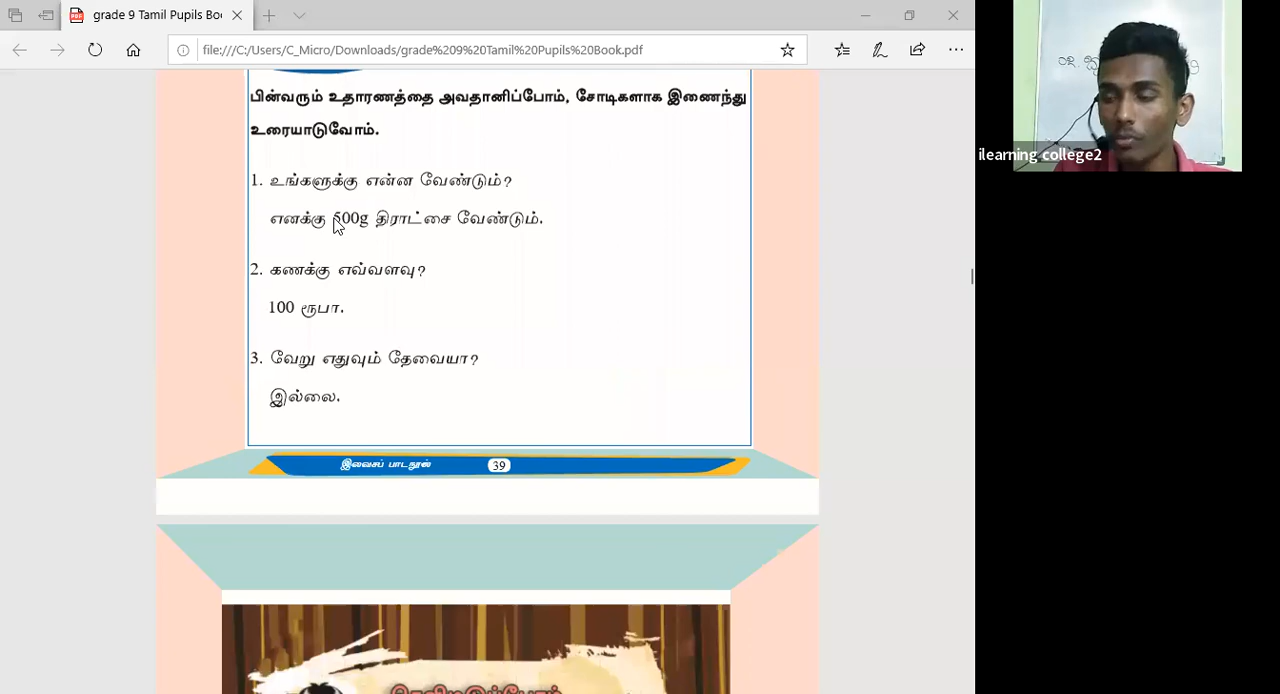 grade 9 Tamil Pupils Boo
file:///C:/Users/C_Micro/Downloads/grade%209%20Tamil%20Pupils%20Book.pdf
பின்வரும் உதாரணத்தை அவதானிப்போம், சோடிகளாக இணைந்து
உரையாடுவோம்.
1. உங்களுக்கு என்ன வேண்டும்?
எனக்கு 500g திராட்சை வேண்டும்.
2. கணக்கு எவ்வளவு?
100 ரூபா.
3. வேறு எதுவும் தேவையா?
இல்லை.
இலவசப் பாடநூல் 39
ilearning college2